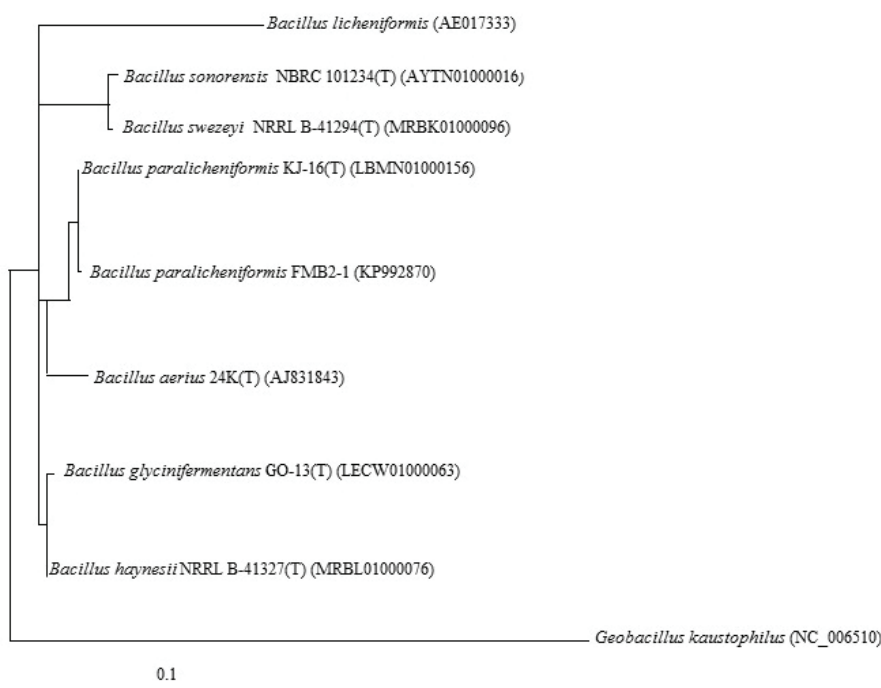 Bacillus licheniformis (AE017333)
Bacillus sonorensis NBRC 101234(T) (AYTN01000016)
Bacillus swezeyi NRRL B-41294(T) (MRBK01000096)
Bacillus paralicheniformis KJ-16(T) (LBMN01000156)
Bacillus paralicheniformis FMB2-1 (KP992870)
Bacillus aerius 24K(T) (AJ831843)
Bacillus glycinifermentans GO-13(T) (LECW01000063)
Bacillus haynesii NRRL B-41327(T) (MRBL01000076)
Geobacillus kaustophilus (NC_006510)
0.1